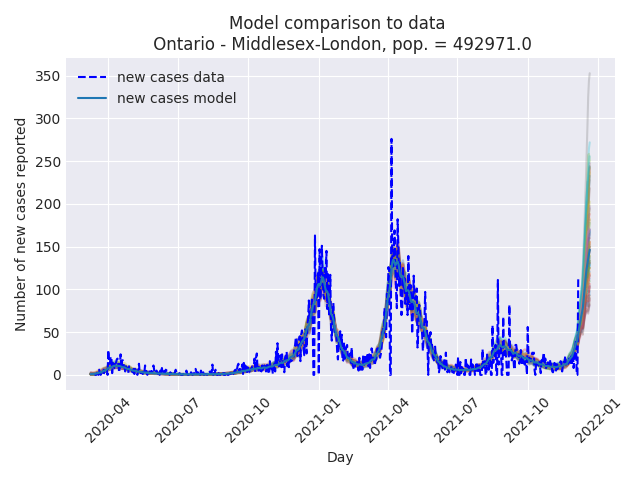 Model comparison to data
Ontario - Middlesex-London, pop. = 492971.0
new cases data
new cases model
Number of new cases reported
350
300
250
200
150
100
50
0
2020-04
2020-07
2020-10
2021-01
2021-04
2021-07
2021-10
2022-01
Day